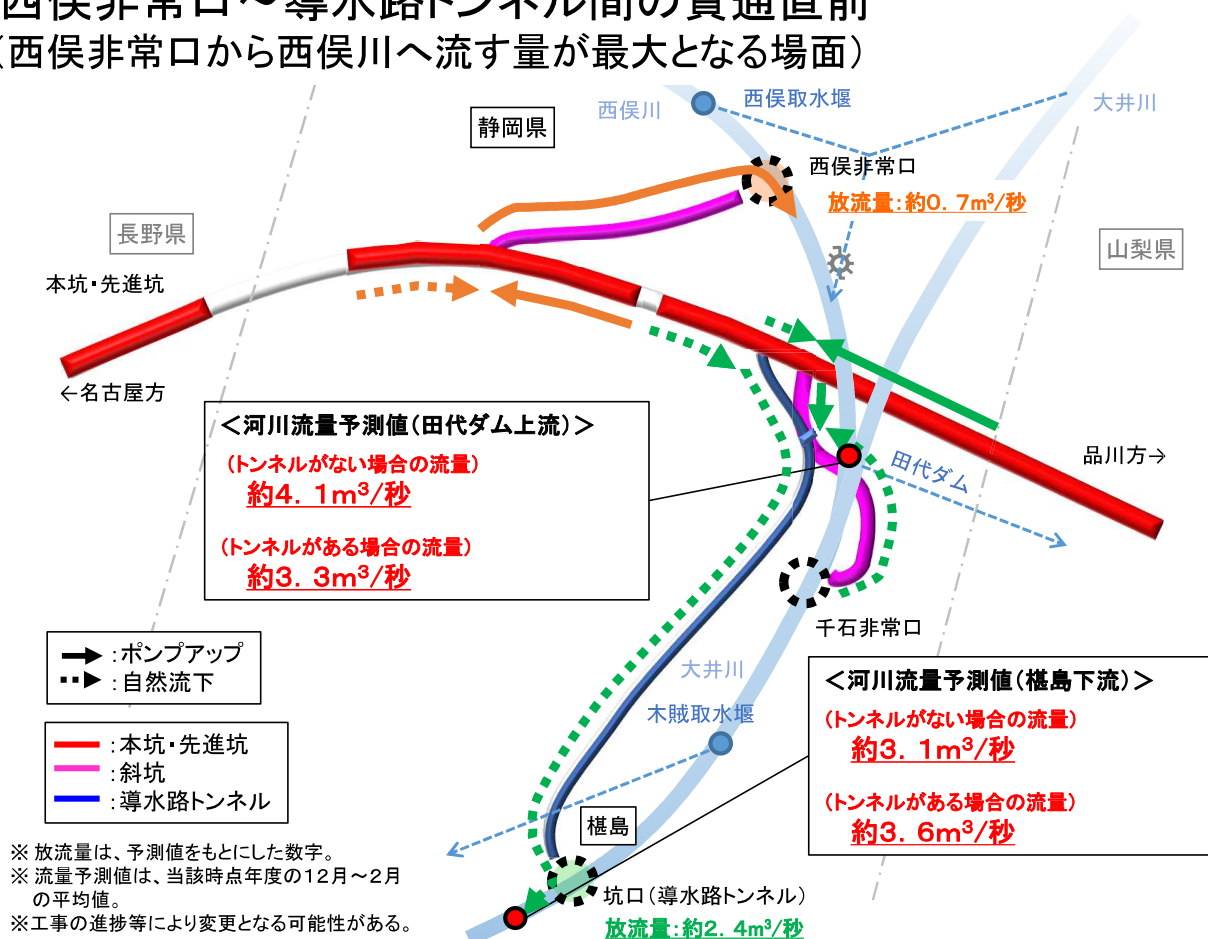 西俣非常口～導水路トンネル間の貫通直前
（西俣非常口から西俣川へ流す量が最大となる場面）
西俣川
西俣取水堰
大井川
静岡県
西俣非常口
放流量：約0．7m³/秒
長野県
山梨県
本坑・先進坑
←名古屋方
＜河川流量予測値（田代ダム上流）＞
（トンネルがない場合の流量）
約4．1m³/秒
（トンネルがある場合の流量）
約3．3m³/秒
田代ダム
品川方→
千石非常口
：ポンプアップ
：自然流下
大井川
木賊取水堰
＜河川流量予測値（椹島下流）＞
（トンネルがない場合の流量）
約3．1m³/秒
（トンネルがある場合の流量）
約3．6m³/秒
：本坑・先進坑
：斜坑
：導水路トンネル
椹島
※ 放流量は、予測値をもとにした数字。
※ 流量予測値は、当該時点年度の12月～2月
の平均値。
※工事の進捗等により変更となる可能性がある。
坑口（導水路トンネル）
放流量：約2．4m³/秒